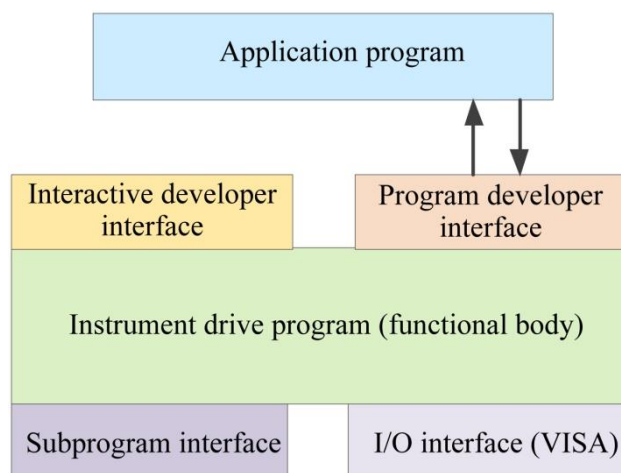 Application program
Interactive developer
interface
Program developer
interface
Instrument drive program (functional body)
Subprogram interface
I/O interface (VISA)